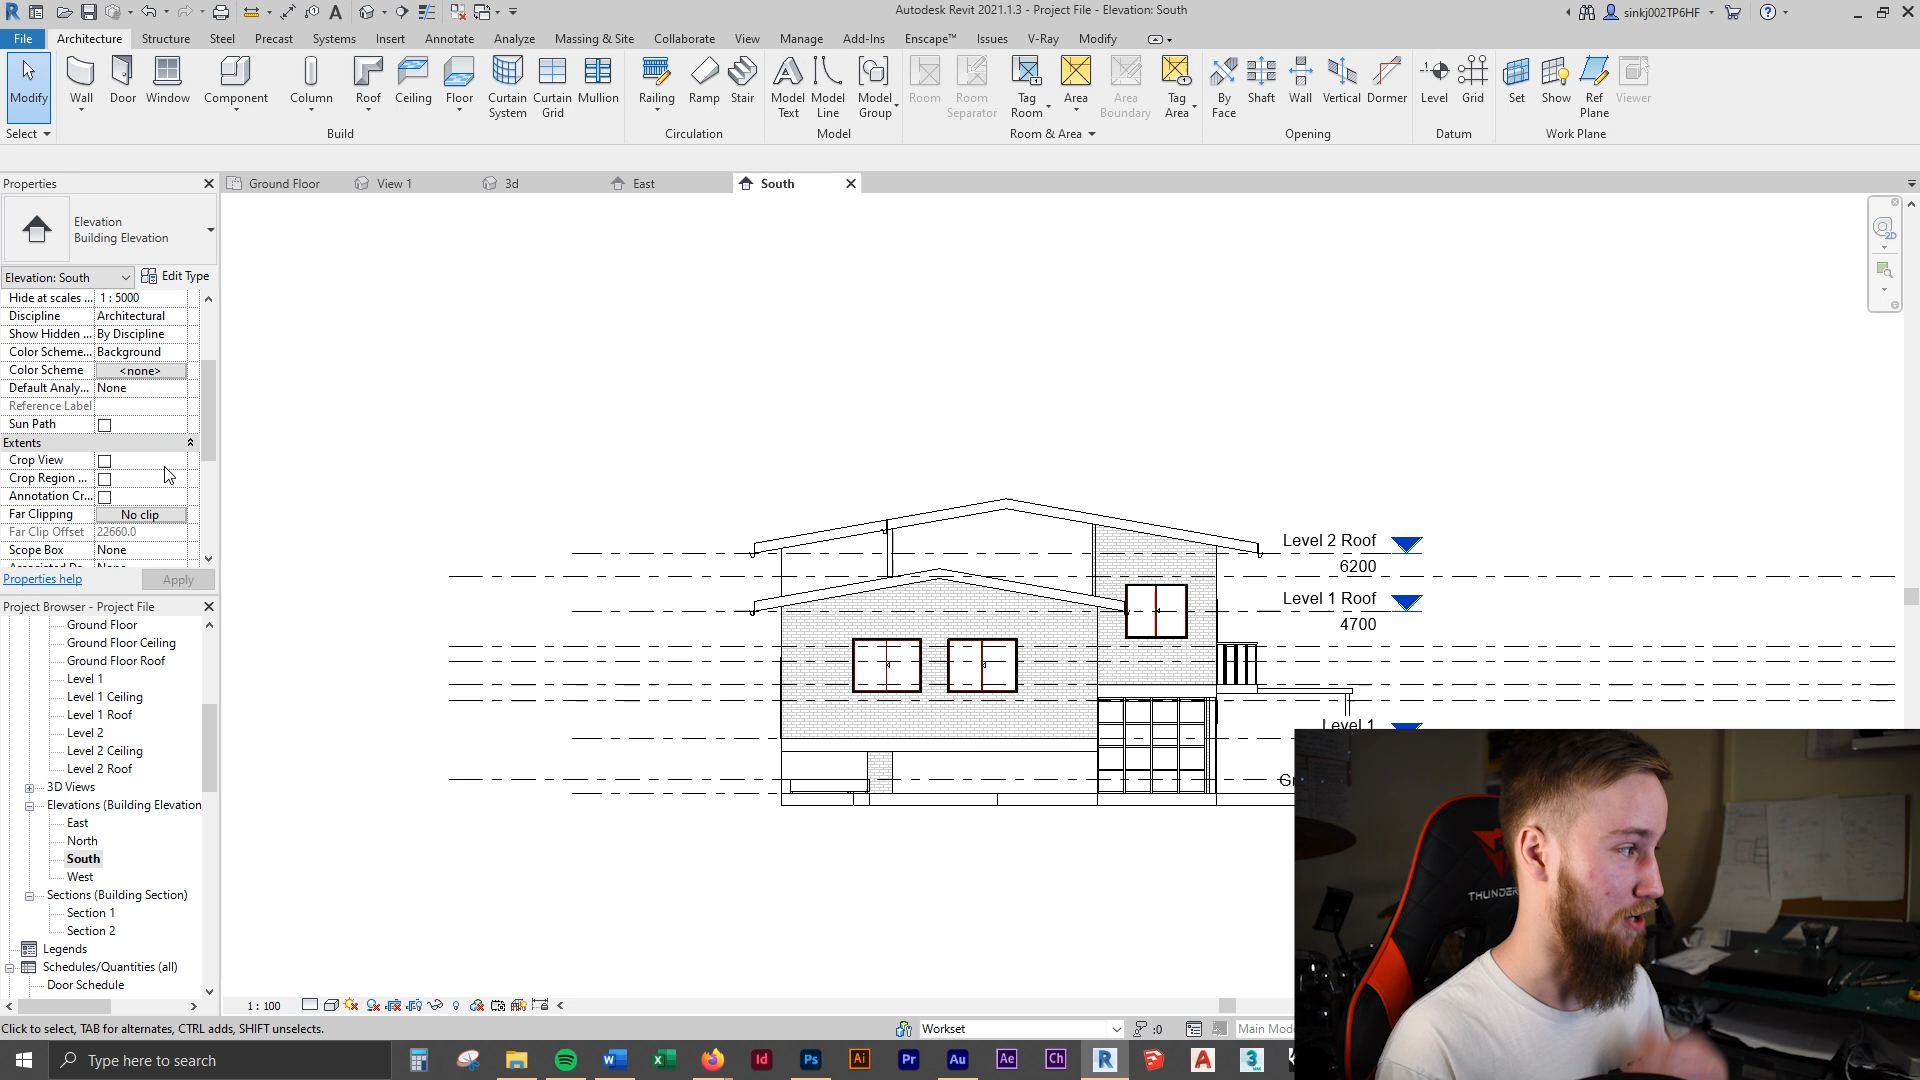 Autodesk Revit 2021.1.3 - Project File - Elevation: South
sinkj002TP6HF
File Architecture Structure Steel Precast Systems Insert Annotate Analyze Massing & Site Collaborate View Manage Add-Ins Enscape™ Issues V-Ray Modify
Modify Wall Door Window Component Column Roof Ceiling Floor Curtain System Curtain Grid Mullion Railing Ramp Stair Model Text Model Line Model Group Room Room Separator Tag Room Area Area Boundary Tag Area By Face Shaft Wall Vertical Dormer Level Grid Set Show Ref Plane Viewer
Select Build Circulation Model Room & Area Opening Datum Work Plane
Properties
Ground Floor View 1 3d East South
Elevation
Building Elevation
Elevation: South Edit Type
Hide at scales ... 1 : 5000
Discipline Architectural
Show Hidden ... By Discipline
Color Scheme... Background
Color Scheme <none>
Default Analy... None
Reference Label
Sun Path
Extents
Crop View
Crop Region ...
Annotation Cr...
Far Clipping No clip
Far Clip Offset 22660.0
Scope Box None
Properties help Apply
Project Browser - Project File
Ground Floor
Ground Floor Ceiling
Ground Floor Roof
Level 1
Level 1 Ceiling
Level 1 Roof
Level 2
Level 2 Ceiling
Level 2 Roof
3D Views
Elevations (Building Elevation
East
North
South
West
Sections (Building Section)
Section 1
Section 2
Legends
Schedules/Quantities (all)
Door Schedule
Level 2 Roof
6200
Level 1 Roof
4700
Level 1
THUNDER
1 : 100
Click to select, TAB for alternates, CTRL adds, SHIFT unselects.
Workset
:0
Type here to search
Id Ps Ai Pr Au Ae Ch R A 3